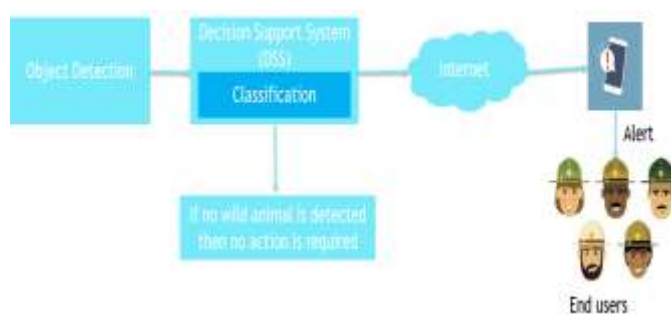 Object Detection
Decision Support System
(DSS)
Classification
Internet
Alert
If no wild animal is detected
then no action is required
End users